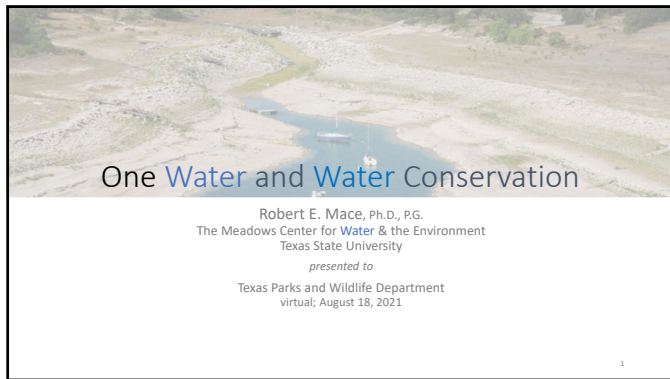 One Water and Water Conservation
Robert E. Mace, Ph.D., P.G.
The Meadows Center for Water & the Environment
Texas State University
presented to
Texas Parks and Wildlife Department
virtual; August 18, 2021
1